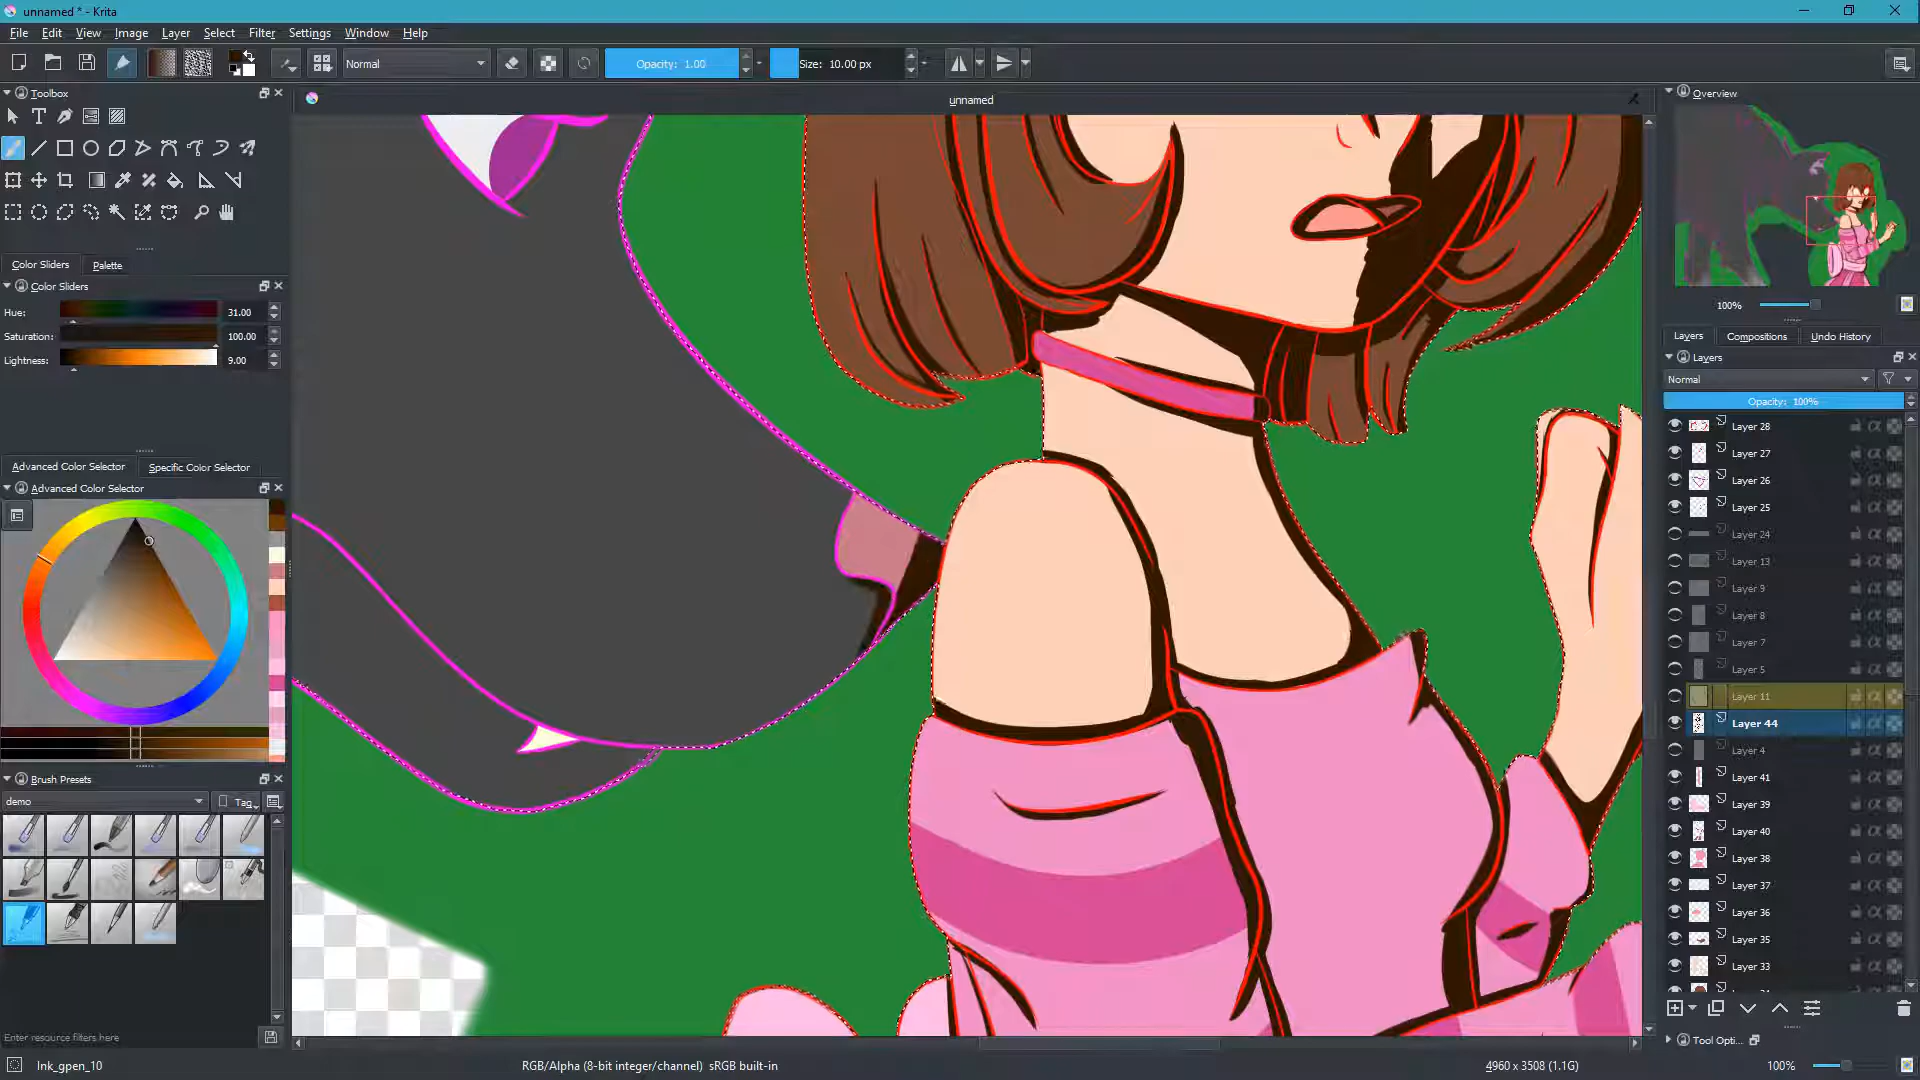 unnamed * - Krita
File Edit View Image Layer Select Filter Settings Window Help
Normal
Opacity: 1.00
Size: 10.00 px
Toolbox
unnamed
Overview
100%
Color Sliders Palette
Color Sliders
Hue: 31.00
Saturation: 100.00
Lightness: 9.00
Advanced Color Selector Specific Color Selector
Advanced Color Selector
Brush Presets
demo
Tag
Enter resource filters here
Layers Compositions Undo History
Layers
Normal
Opacity: 100%
Layer 28
Layer 27
Layer 26
Layer 25
Layer 24
Layer 13
Layer 9
Layer 8
Layer 7
Layer 5
Layer 11
Layer 44
Layer 4
Layer 41
Layer 39
Layer 40
Layer 38
Layer 37
Layer 36
Layer 35
Layer 33
Tool Opti...
Ink_gpen_10
RGB/Alpha (8-bit integer/channel) sRGB built-in
4960 x 3508 (1.1G)
100%